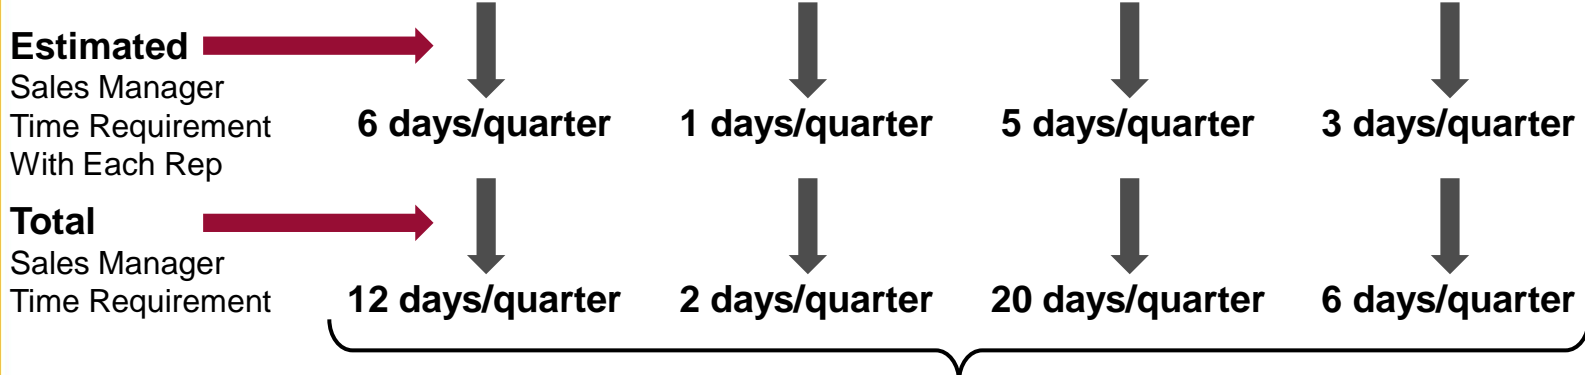 Estimated
Sales Manager
Time Requirement
With Each Rep
6 days/quarter
1 days/quarter
5 days/quarter
3 days/quarter
Total
Sales Manager
Time Requirement
12 days/quarter
2 days/quarter
20 days/quarter
6 days/quarter